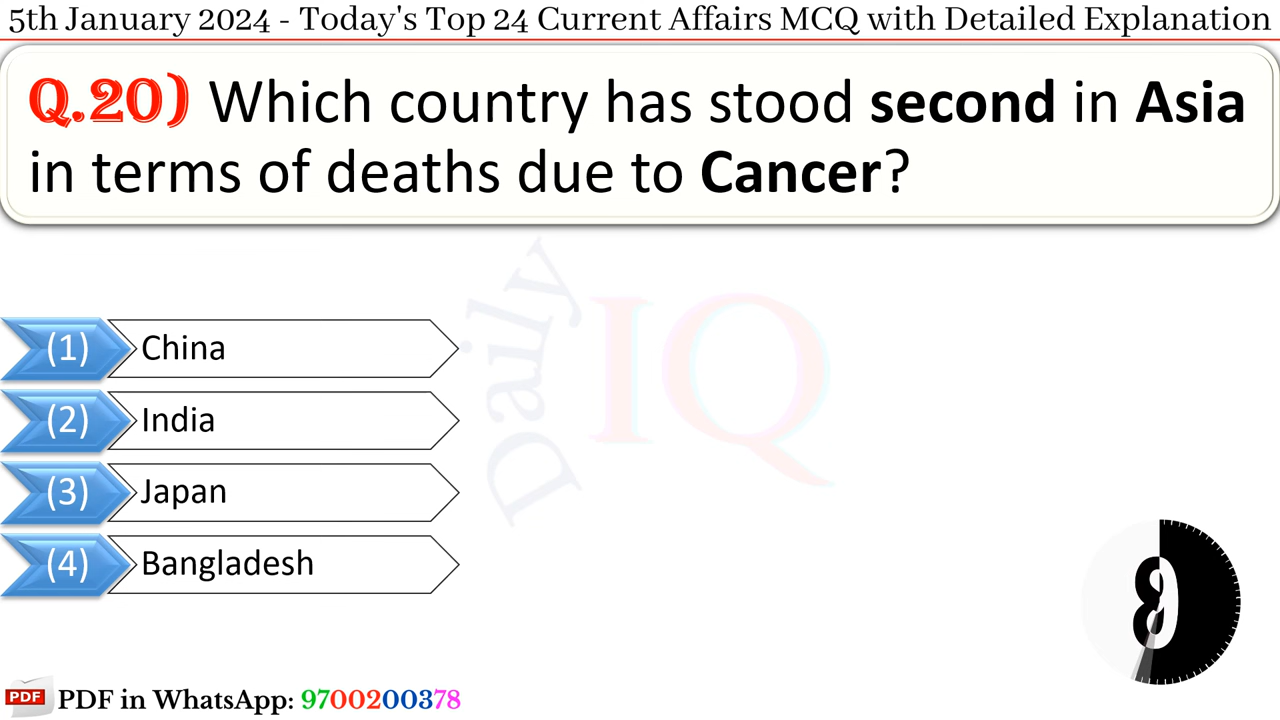 5th January 2024 - Today's Top 24 Current Affairs MCQ with Detailed Explanation
Q.20) Which country has stood second in Asia
in terms of deaths due to Cancer?
(1) China
(2) India
(3) Japan
(4) Bangladesh
Daily IQ
PDF PDF in WhatsApp: 9700200378